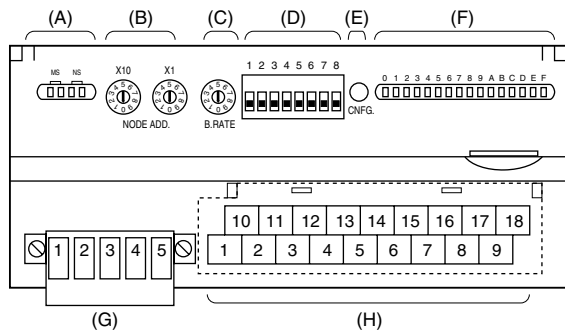 (A) (B) (C) (D) (E) (F)
MS NS X10 X1 1 2 3 4 5 6 7 8 0 1 2 3 4 5 6 7 8 9 A B C D E F
NODE ADD. B.RATE CNFG.
10 11 12 13 14 15 16 17 18
1 2 3 4 5 1 2 3 4 5 6 7 8 9
(G) (H)